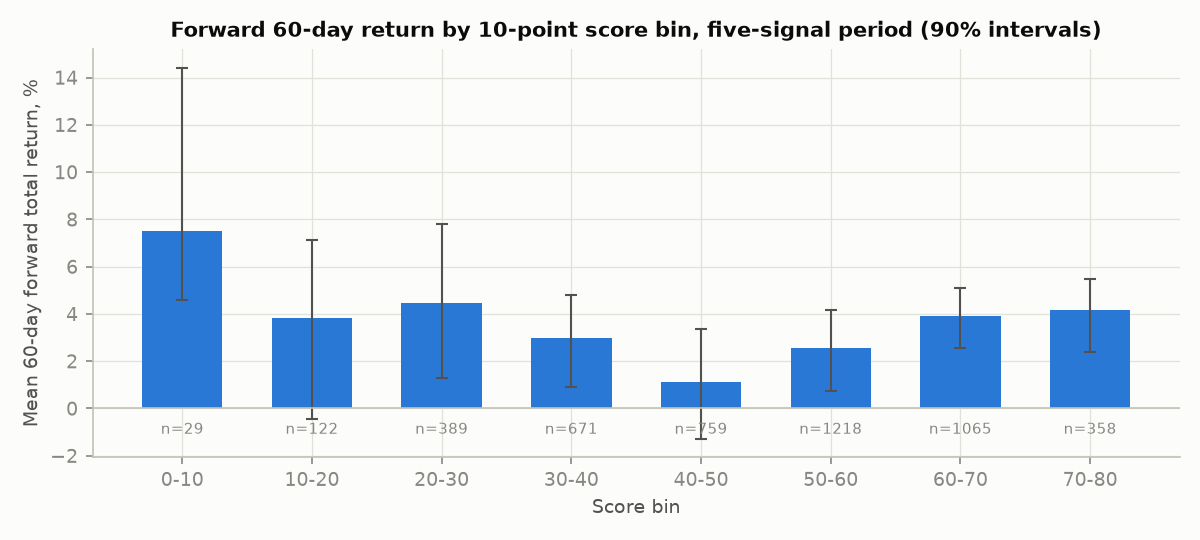 Forward 60-day return by 10-point score bin, five-signal period (90% intervals)
Mean 60-day forward total return, %
14
12
10
8
6
4
2
0
−2
n=29
n=122
n=389
n=671
n=759
n=1218
n=1065
n=358
0-10
10-20
20-30
30-40
40-50
50-60
60-70
70-80
Score bin